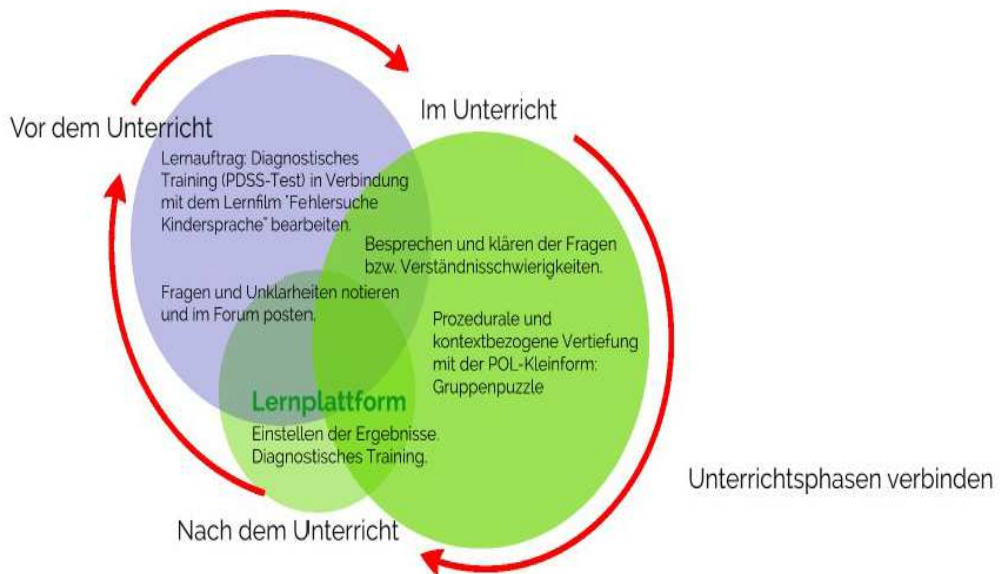 Vor dem Unterricht
Lernauftrag: Diagnostisches
Training (PDSS-Test) in Verbindung
mit dem Lernfilm "Fehlersuche
Kindersprache" bearbeiten.
Fragen und Unklarheiten notieren
und im Forum posten.
Im Unterricht
Besprechen und klären der Fragen
bzw. Verständnisschwierigkeiten.
Prozedurale und
kontextbezogene Vertiefung
mit der POL-Kleinform:
Gruppenpuzzle
Lernplattform
Einstellen der Ergebnisse.
Diagnostisches Training.
Nach dem Unterricht
Unterrichtsphasen verbinden